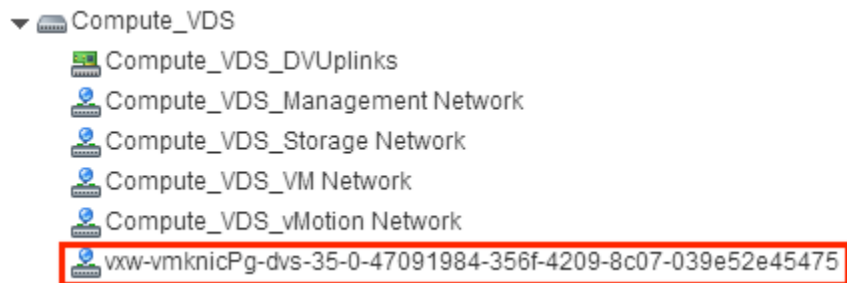 Compute_VDS
Compute_VDS_DVUplinks
Compute_VDS_Management Network
Compute_VDS_Storage Network
Compute_VDS_VM Network
Compute_VDS_vMotion Network
vxw-vmknicPg-dvs-35-0-47091984-356f-4209-8c07-039e52e45475